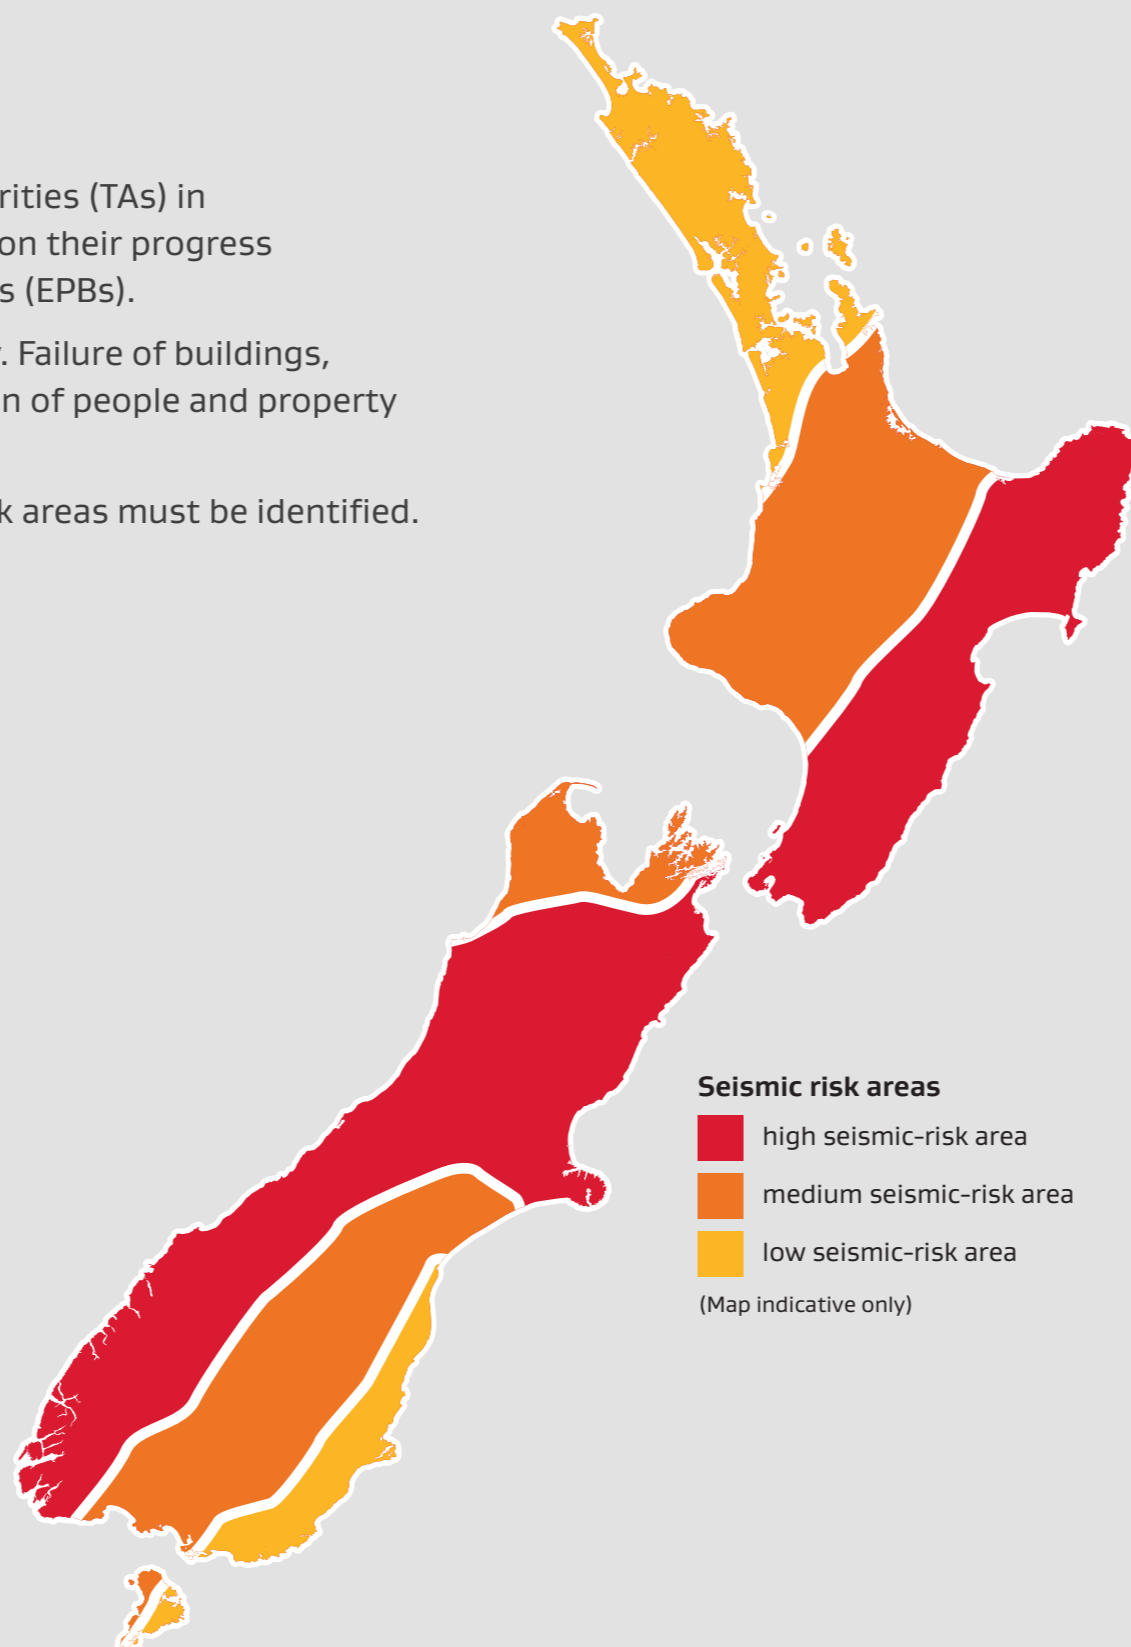 rities (TAs) in
on their progress
s (EPBs).
. Failure of buildings,
n of people and property
k areas must be identified.
Seismic risk areas
high seismic-risk area
medium seismic-risk area
low seismic-risk area
(Map indicative only)